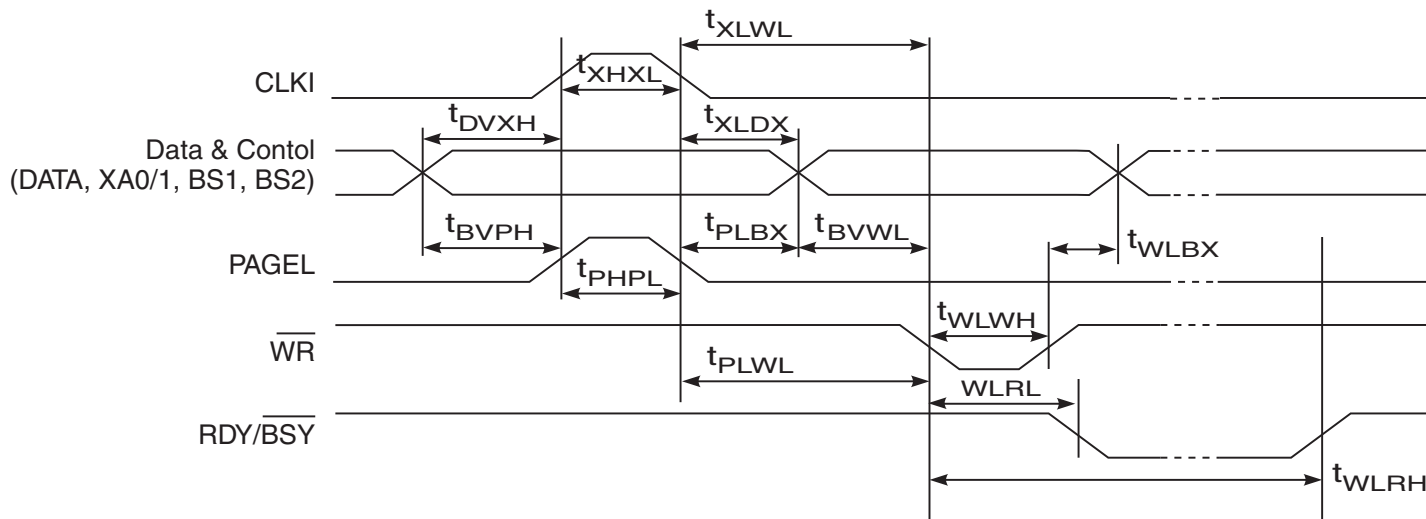 tXLWL
CLKI
tXHXL
tDVXH
tXLDX
Data & Contol
(DATA, XA0/1, BS1, BS2)
tBVPH
tPLBX
tBVWL
tWLBX
PAGEL
tPHPL
tWLWH
WR
tPLWL
WLRL
RDY/BSY
tWLRH